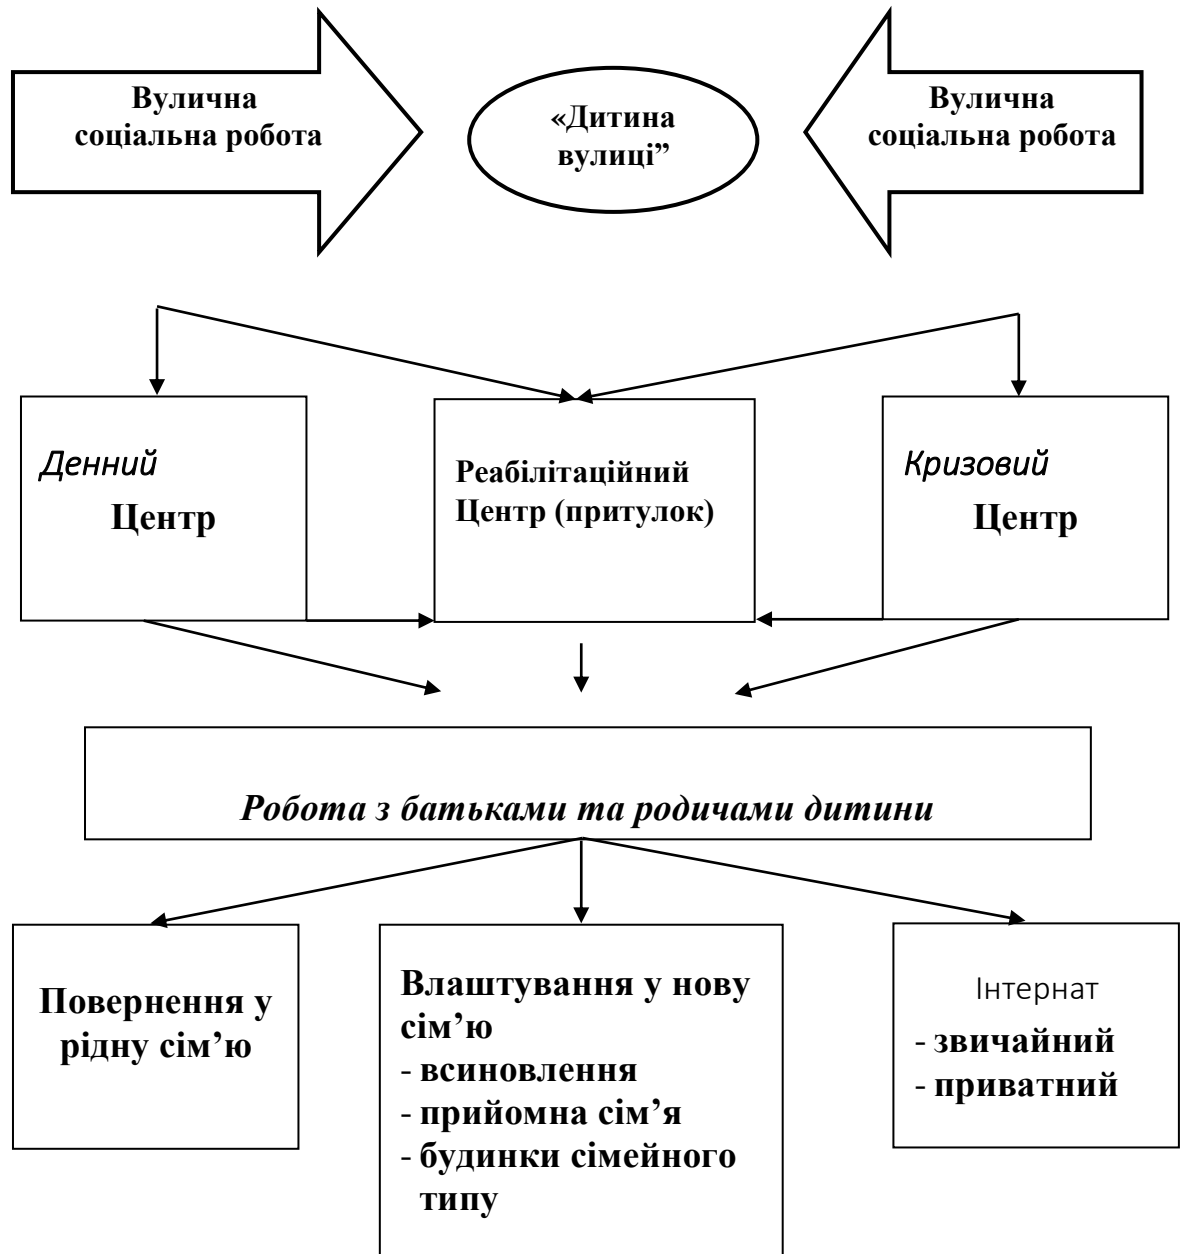 Вулична
соціальна робота
«Дитина
вулиці”
Вулична
соціальна робота
Денний
Центр
Реабілітаційний
Центр (притулок)
Кризовий
Центр
Робота з батьками та родичами дитини
Повернення у
рідну сім’ю
Влаштування у нову
сім’ю
- всиновлення
- прийомна сім’я
- будинки сімейного
типу
Інтернат
- звичайний
- приватний